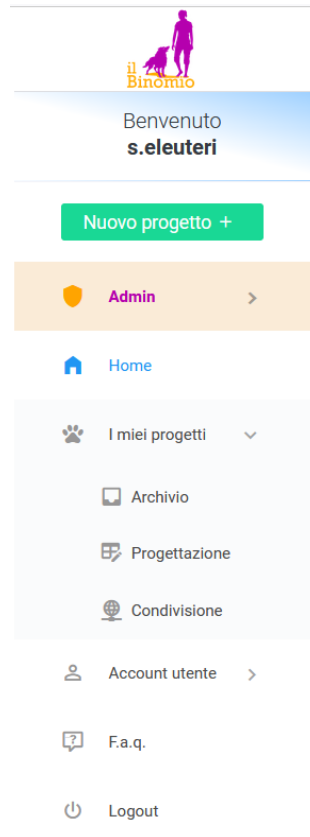 il
Binomio
Benvenuto
s.eleuteri
Nuovo progetto +
Admin
Home
I miei progetti
Archivio
Progettazione
Condivisione
Account utente
F.a.q.
Logout